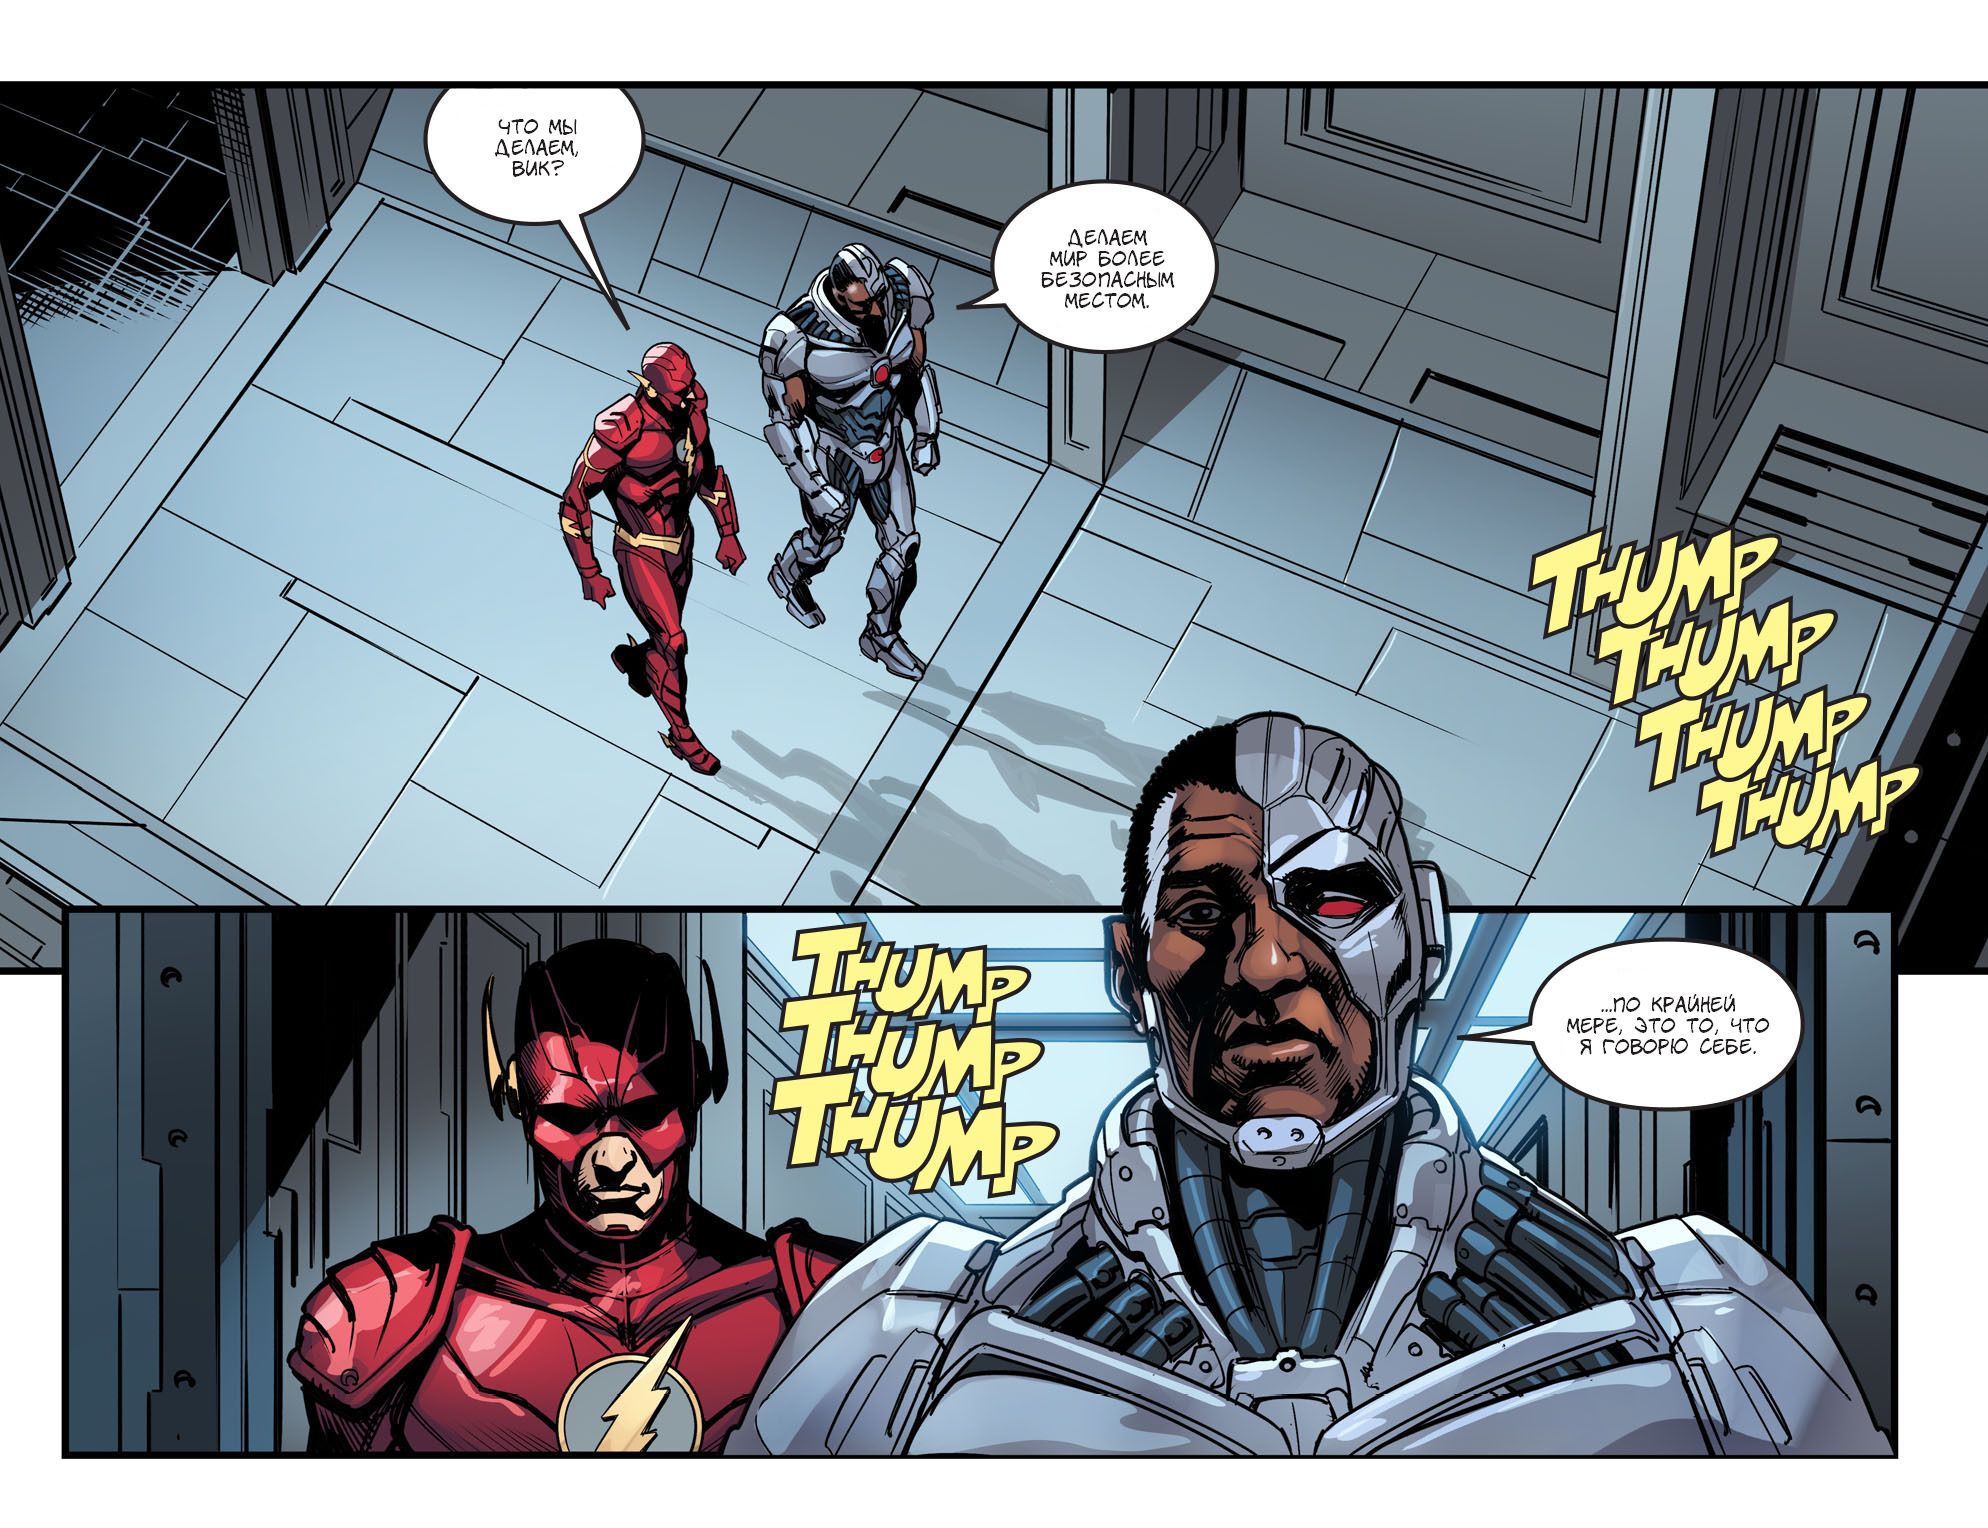 ЧТО МЫ
ДЕЛАЕМ,
ВИК?
ДЕЛАЕМ
МИР БОЛЕЕ
БЕЗОПАСНЫМ
МЕСТОМ.
THUMP
THUMP
THUMP
THUMP
THUMP
THUMP
THUMP
...ПО КРАЙНЕЙ
МЕРЕ, ЭТО ТО, ЧТО
Я ГОВОРЮ СЕБЕ.